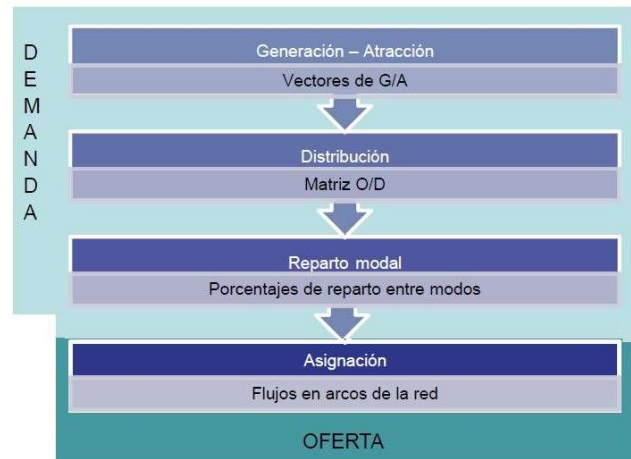 DEMANDA
Generación – Atracción
Vectores de G/A
Distribución
Matriz O/D
Reparto modal
Porcentajes de reparto entre modos
Asignación
Flujos en arcos de la red
OFERTA